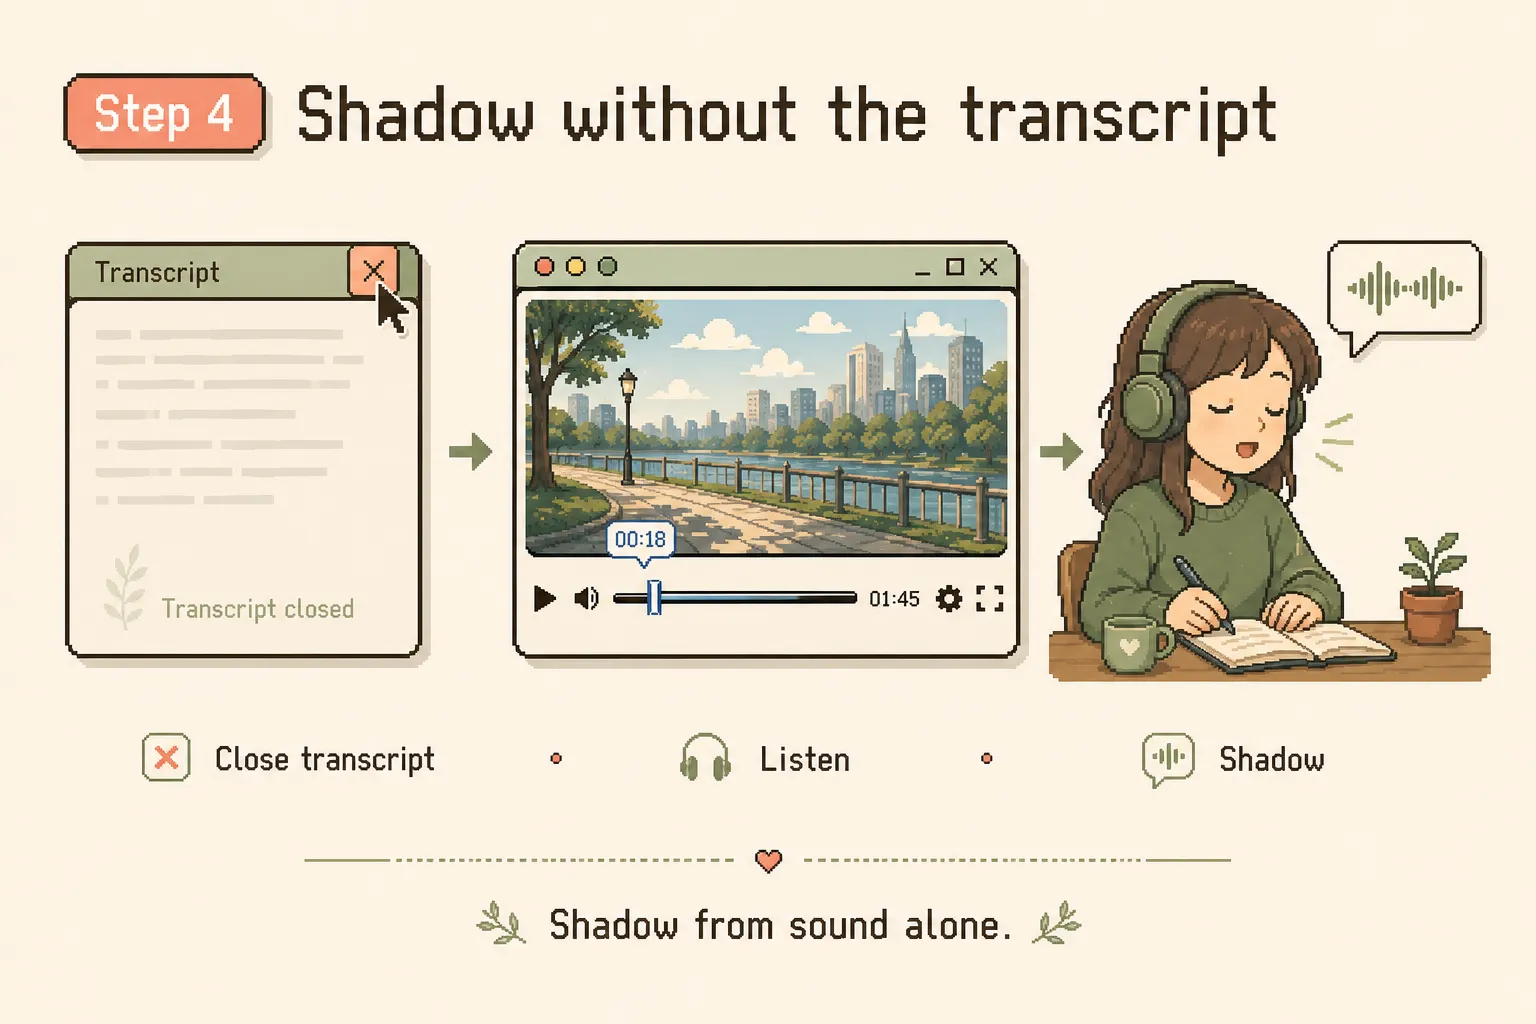 Step 4
Shadow without the transcript
Transcript
Transcript closed
00:18
01:45
Close transcript
Listen
Shadow
Shadow from sound alone.